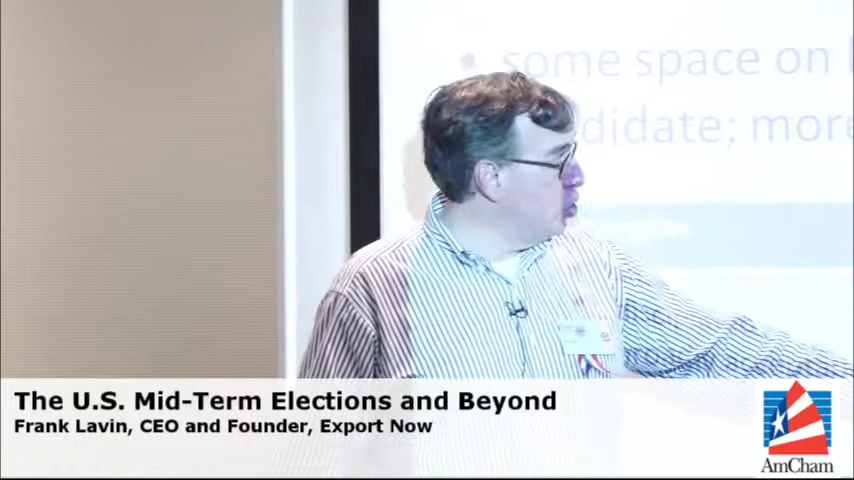 some space on
didate; more
The U.S. Mid-Term Elections and Beyond
Frank Lavin, CEO and Founder, Export Now
AmCham